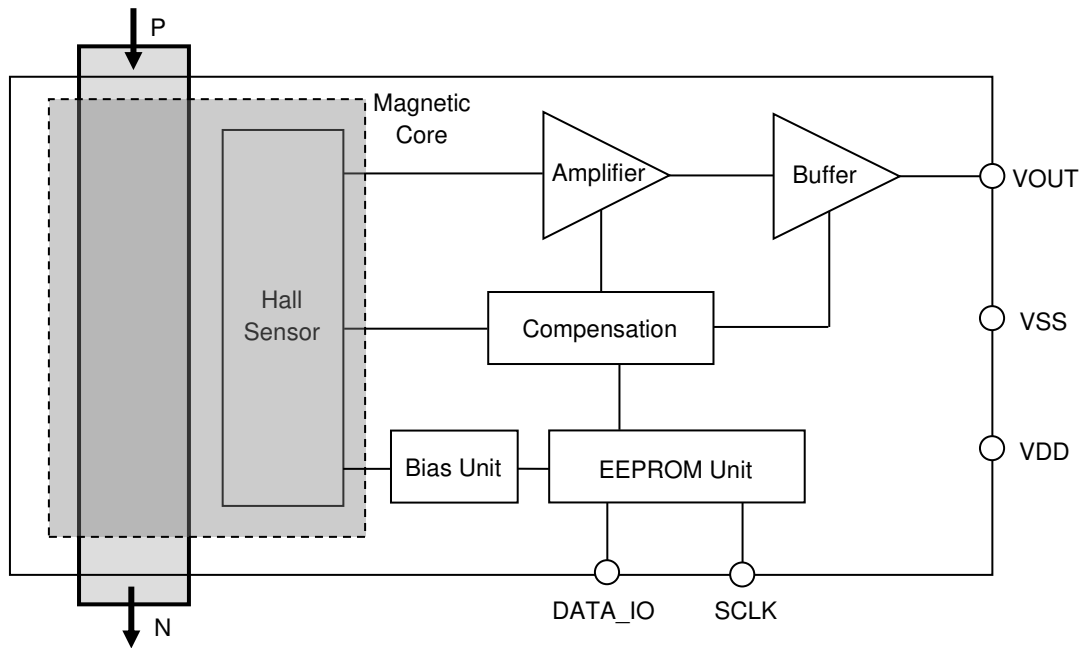 P
Magnetic
Core
Amplifier
Buffer
VOUT
Hall
Sensor
Compensation
VSS
Bias Unit
EEPROM Unit
VDD
DATA_IO
SCLK
N